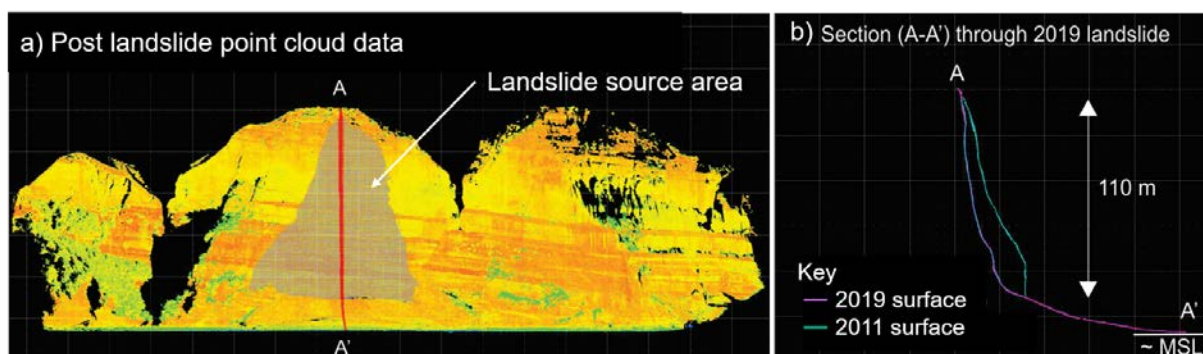 a) Post landslide point cloud data
A
Landslide source area
A'
b) Section (A-A’) through 2019 landslide
A
110 m
Key
2019 surface
2011 surface
A'
~ MSL